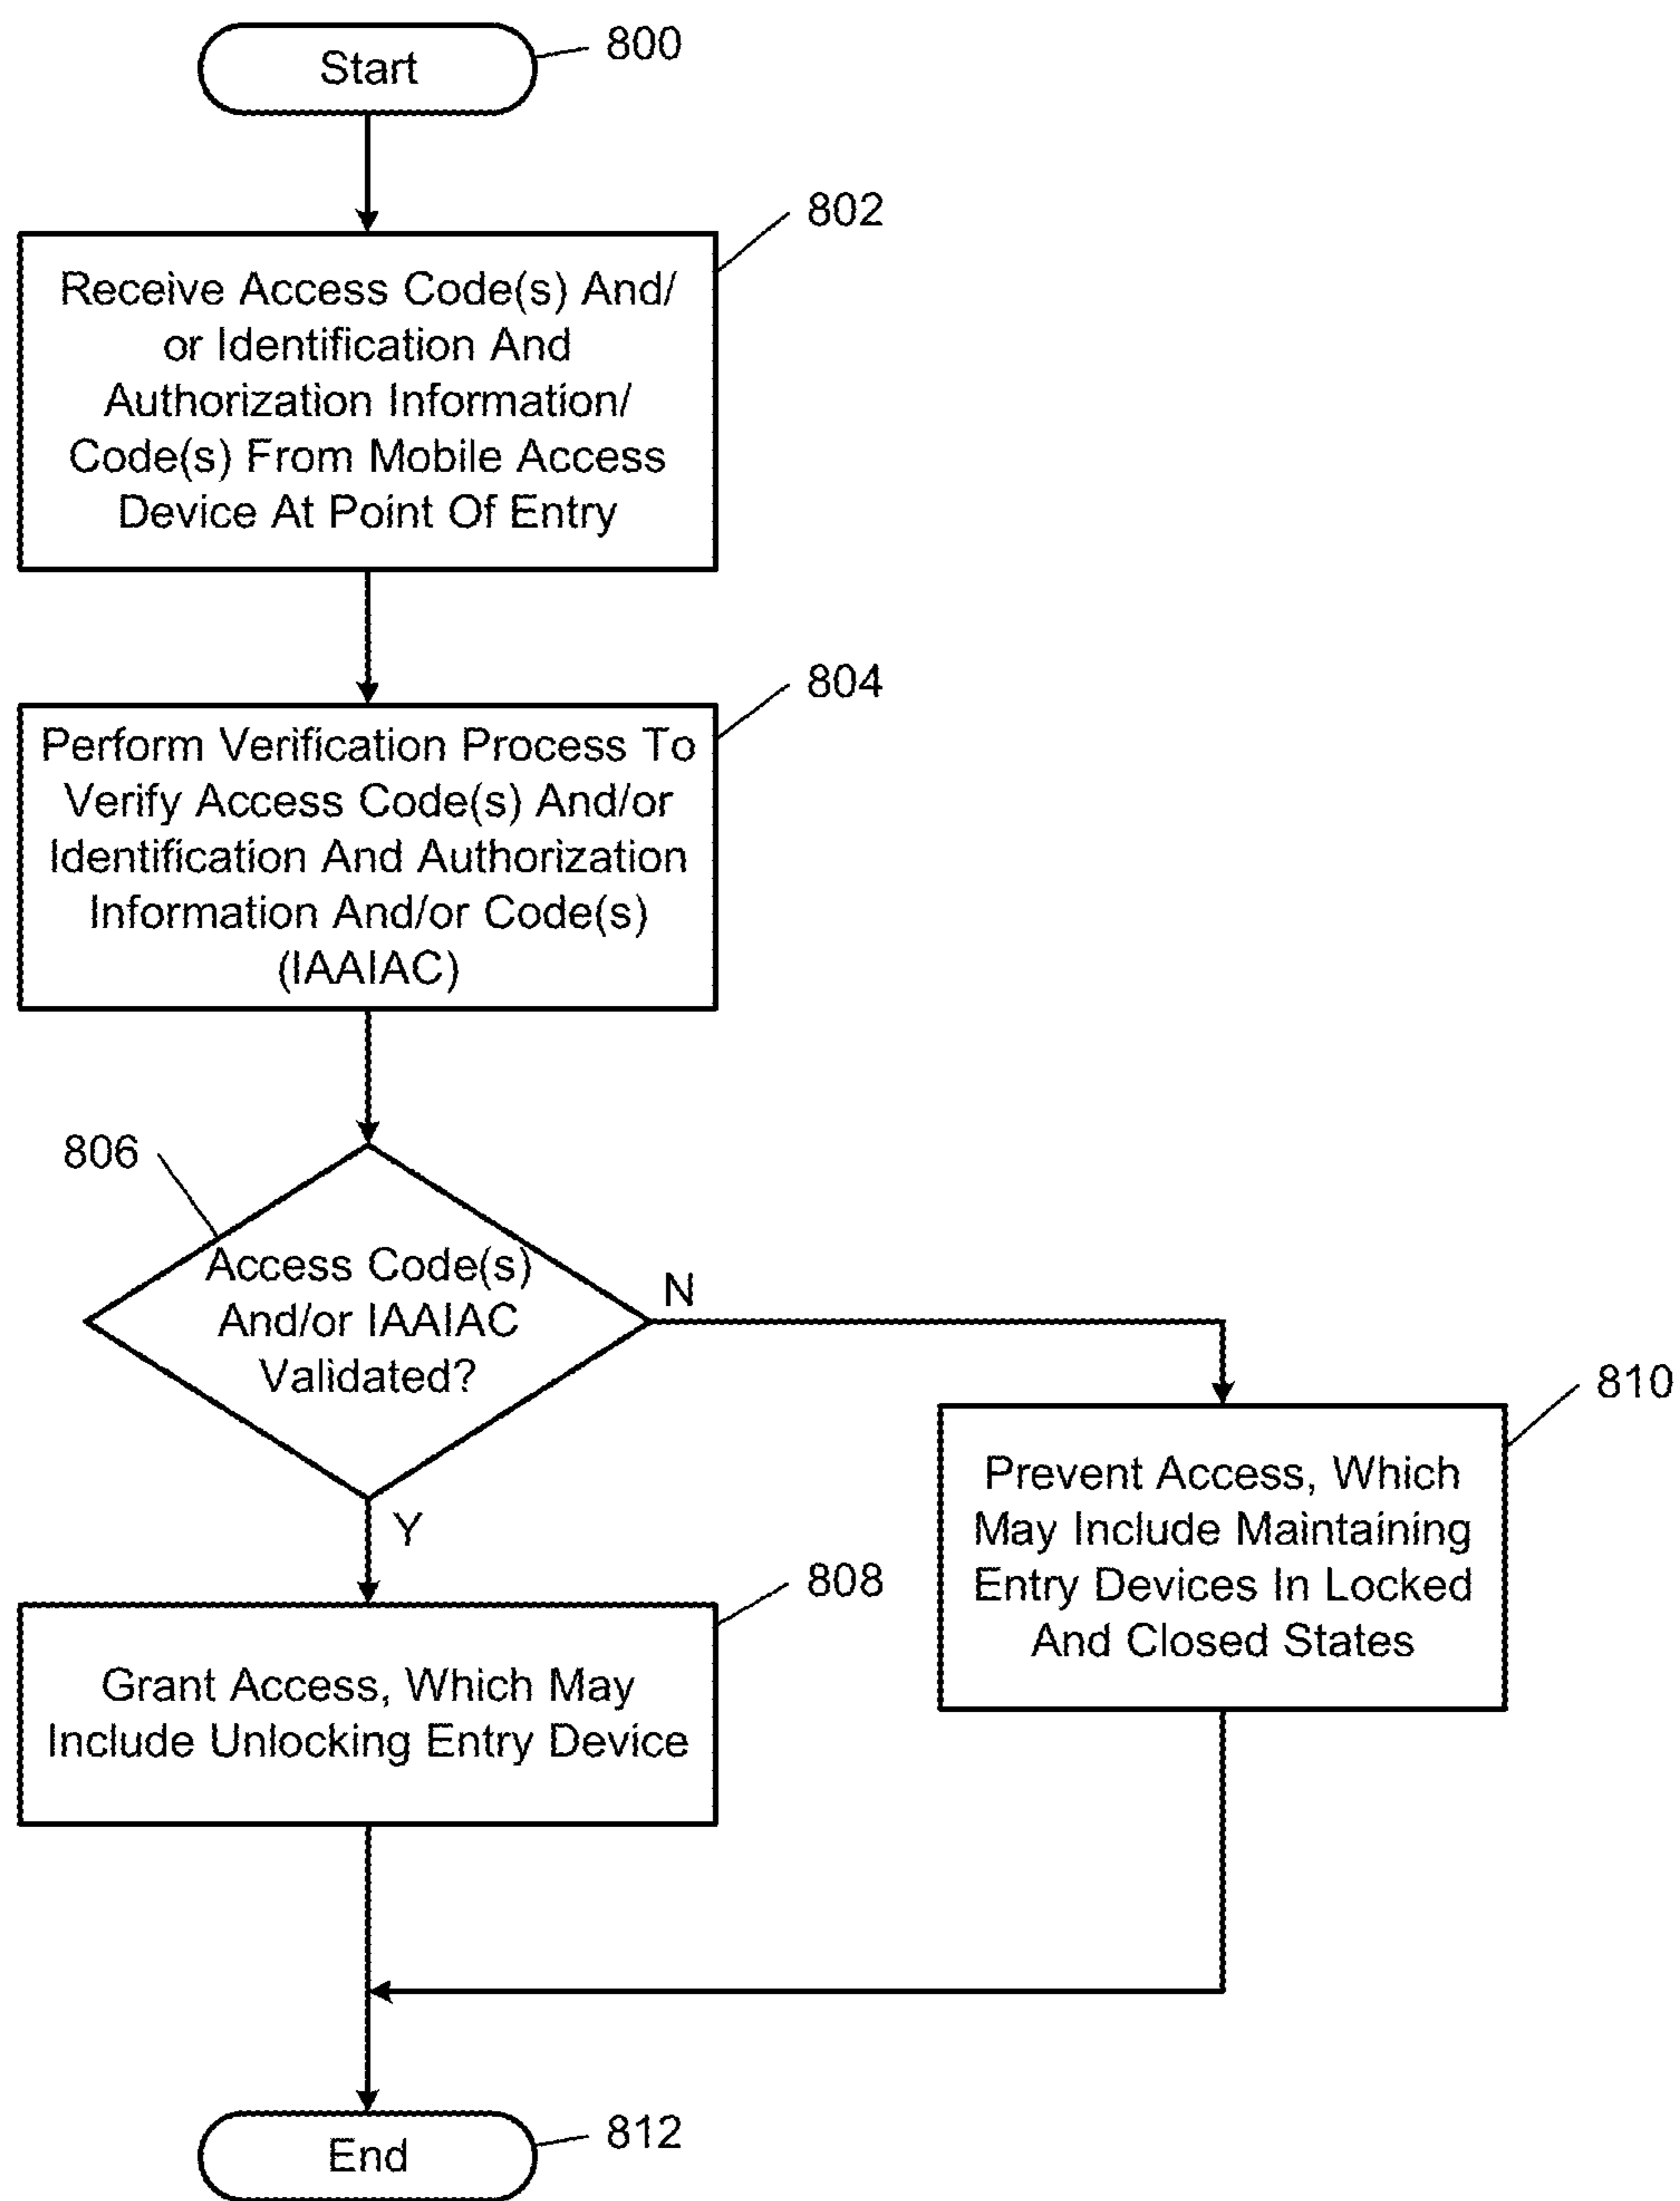 Start
800
802
Receive Access Code(s) And/
or Identification And
Authorization Information/
Code(s) From Mobile Access
Device At Point Of Entry
804
Perform Verification Process To
Verify Access Code(s) And/or
Identification And Authorization
Information And/or Code(s)
(IAAIAC)
806
Access Code(s)
And/or IAAIAC
Validated?
N
Y
810
Prevent Access, Which
May Include Maintaining
Entry Devices In Locked
And Closed States
808
Grant Access, Which May
Include Unlocking Entry Device
End
812